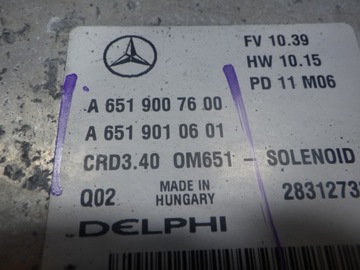 FV 10.39
HW 10.15
PD 11 M06
A 651 900 76 00
A 651 901 06 01
CRD3.40 OM651 - SOLENOID
Q02 MADE IN HUNGARY 2831273
DELPHI